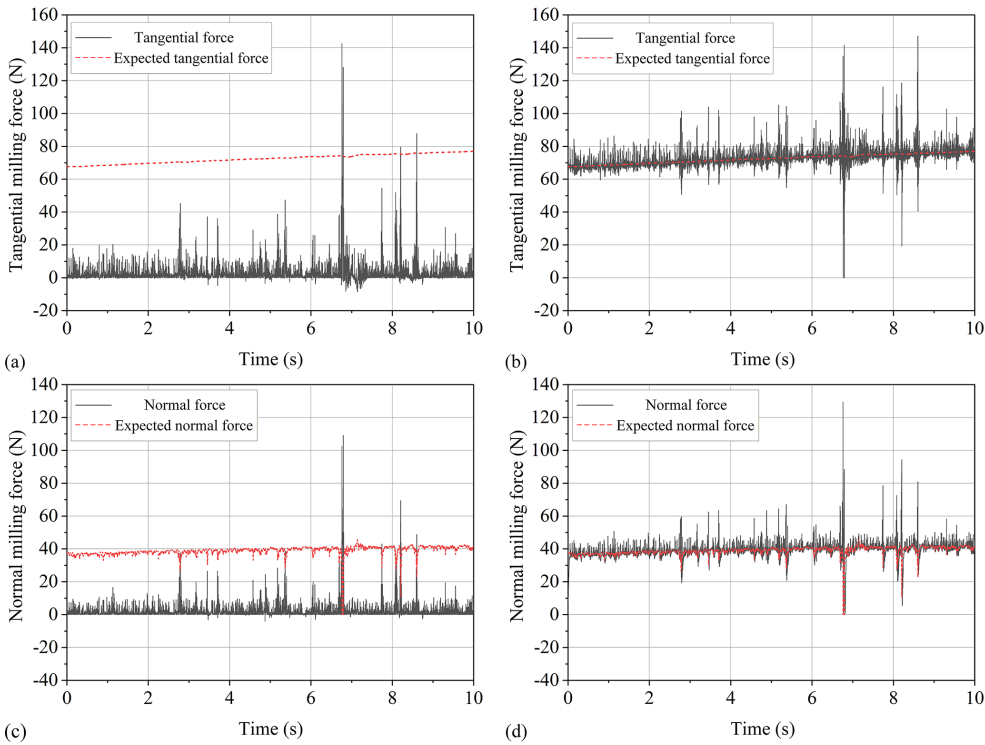 160
140
120
100
80
60
40
20
0
-20
Tangential milling force (N)
Tangential force
Expected tangential force
0 2 4 6 8 10
Time (s)
(a)
160
140
120
100
80
60
40
20
0
-20
Tangential milling force (N)
Tangential force
Expected tangential force
0 2 4 6 8 10
Time (s)
(b)
140
120
100
80
60
40
20
0
-20
-40
Normal milling force (N)
Normal force
Expected normal force
0 2 4 6 8 10
Time (s)
(c)
140
120
100
80
60
40
20
0
-20
-40
Normal milling force (N)
Normal force
Expected normal force
0 2 4 6 8 10
Time (s)
(d)